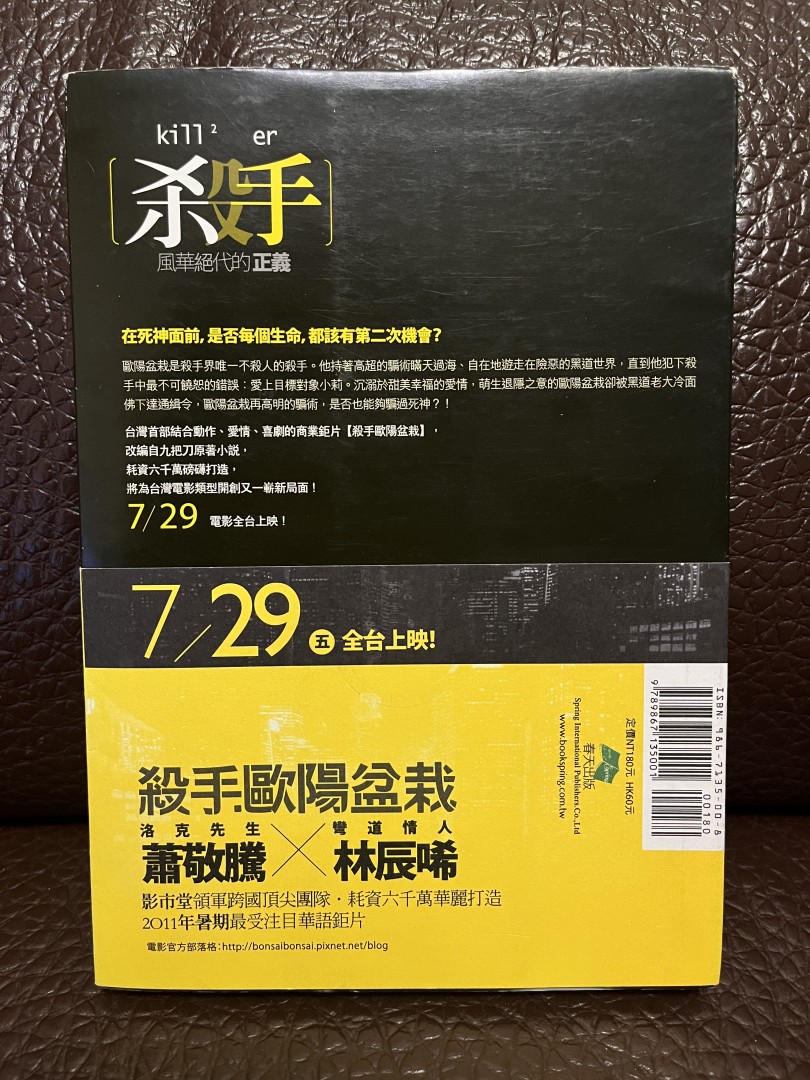 kill² er
〔殺手〕
風華絕代的正義
在死神面前,是否每個生命,都該有第二次機會?
歐陽盆栽是殺手界唯一不殺人的殺手。他持著高超的騙術瞞天過海、自在地遊走在險惡的黑道世界,直到他犯下殺
手中最不可饒恕的錯誤:愛上目標對象小莉。沉溺於甜美幸福的愛情,萌生退隱之意的歐陽盆栽卻被黑道老大冷面
佛下達通緝令,歐陽盆栽再高明的騙術,是否也能夠騙過死神?!
台灣首部結合動作、愛情、喜劇的商業鉅片【殺手歐陽盆栽】,
改編自九把刀原著小說,
耗資六千萬磅礡打造,
將為台灣電影類型開創又一嶄新局面!
7/29 電影全台上映!
7/29 五 全台上映!
殺手歐陽盆栽
洛克先生 彎道情人
蕭敬騰×林辰唏
影市堂領軍跨國頂尖團隊‧耗資六千萬華麗打造
2011年暑期最受注目華語鉅片
電影官方部落格:http://bonsaibonsai.pixnet.net/blog
春天出版
Spring International Publishers Co.,Ltd
www.bookspring.com.tw
定價NT180元 HK60元
ISBN: 986-7135-00-8
9789867135001
00180